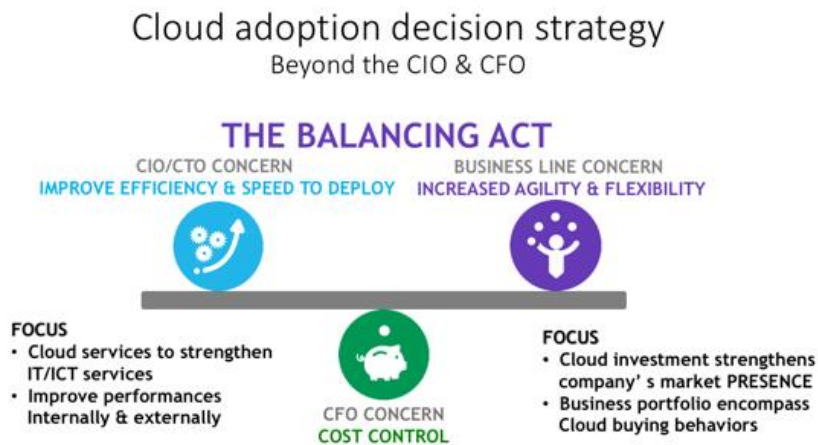 Cloud adoption decision strategy
Beyond the CIO & CFO
THE BALANCING ACT
CIO/CTO CONCERN
IMPROVE EFFICIENCY & SPEED TO DEPLOY
BUSINESS LINE CONCERN
INCREASED AGILITY & FLEXIBILITY
FOCUS
• Cloud services to strengthen
IT/ICT services
• Improve performances
Internally & externally
CFO CONCERN
COST CONTROL
FOCUS
• Cloud investment strengthens
company' s market PRESENCE
• Business portfolio encompass
Cloud buying behaviors